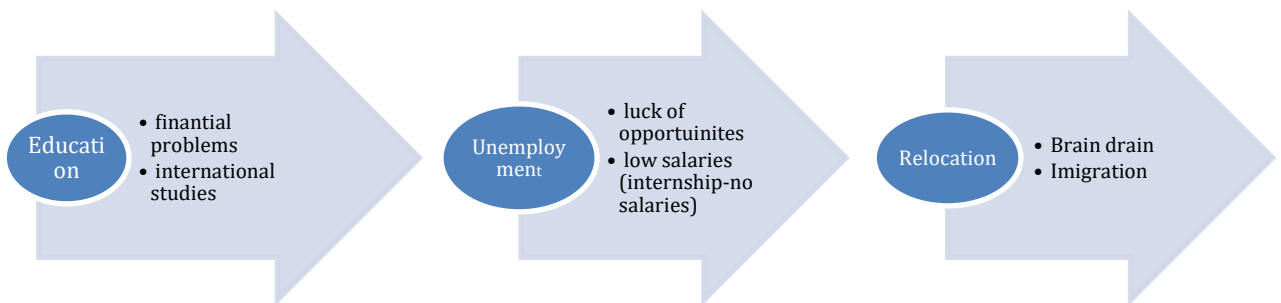 Educati
on
• finantial
problems
• international
studies
Unemploy
ment
• luck of
opportuinites
• low salaries
(internship-no
salaries)
Relocation
• Brain drain
• Imigration